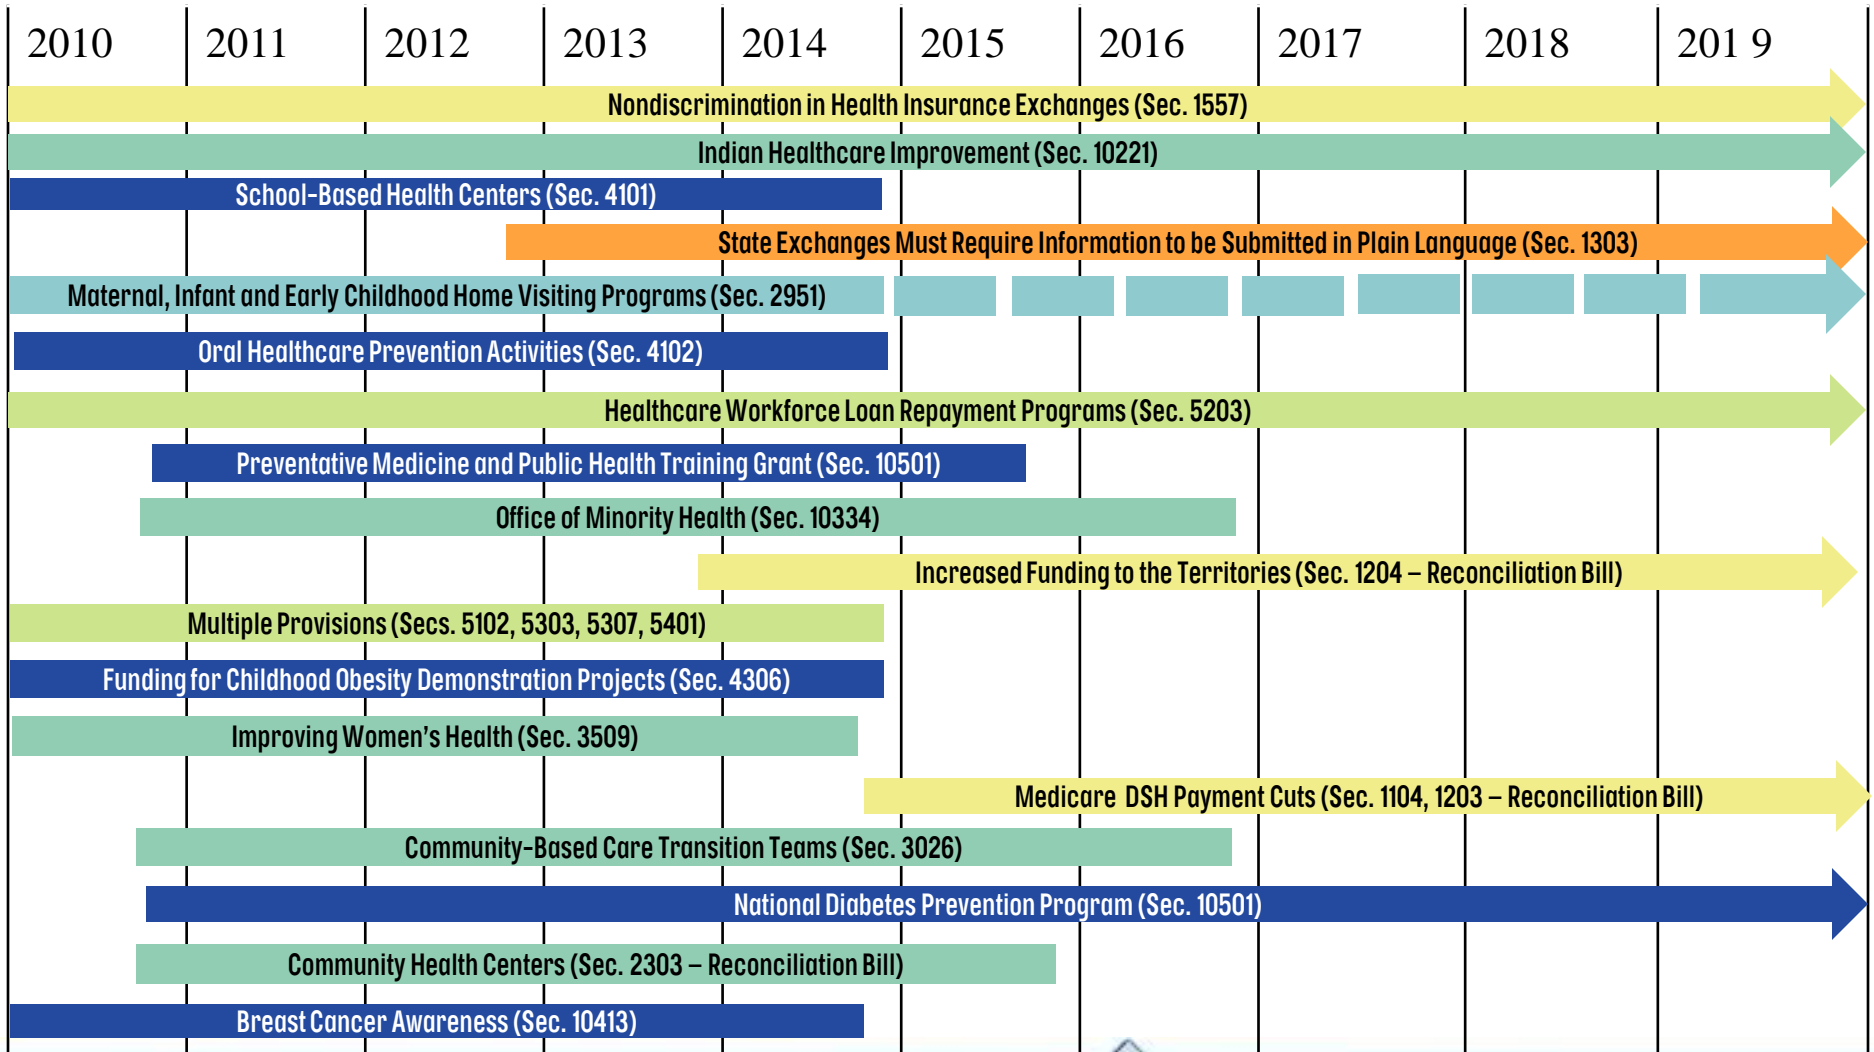 2010 2011 2012 2013 2014 2015 2016 2017 2018 201 9
Nondiscrimination in Health Insurance Exchanges (Sec. 1557)
Indian Healthcare Improvement (Sec. 10221)
School-Based Health Centers (Sec. 4101)
State Exchanges Must Require Information to be Submitted in Plain Language (Sec. 1303)
Maternal, Infant and Early Childhood Home Visiting Programs (Sec. 2951)
Oral Healthcare Prevention Activities (Sec. 4102)
Healthcare Workforce Loan Repayment Programs (Sec. 5203)
Preventative Medicine and Public Health Training Grant (Sec. 10501)
Office of Minority Health (Sec. 10334)
Increased Funding to the Territories (Sec. 1204 – Reconciliation Bill)
Multiple Provisions (Secs. 5102, 5303, 5307, 5401)
Funding for Childhood Obesity Demonstration Projects (Sec. 4306)
Improving Women’s Health (Sec. 3509)
Medicare DSH Payment Cuts (Sec. 1104, 1203 – Reconciliation Bill)
Community-Based Care Transition Teams (Sec. 3026)
National Diabetes Prevention Program (Sec. 10501)
Community Health Centers (Sec. 2303 – Reconciliation Bill)
Breast Cancer Awareness (Sec. 10413)